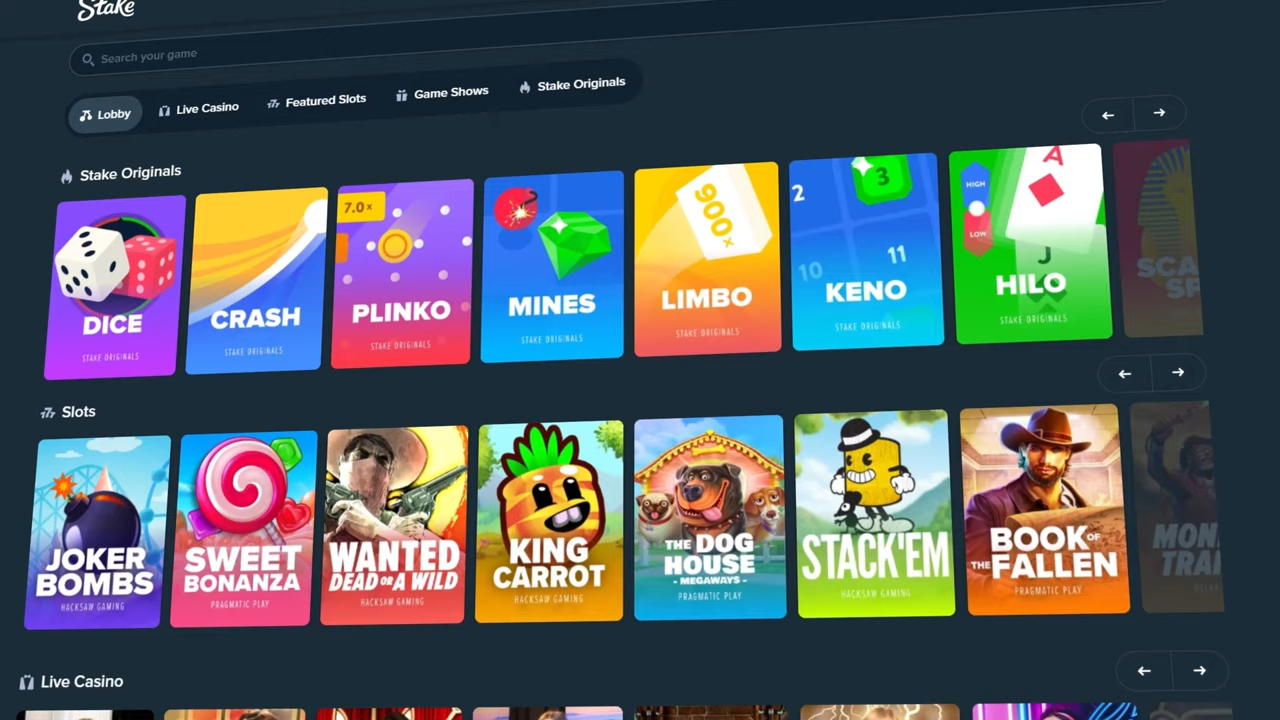 Stake
Search your game
Lobby
Live Casino
Featured Slots
Game Shows
Stake Originals
Stake Originals
DICE
STAKE ORIGINALS
CRASH
STAKE ORIGINALS
7.0×
PLINKO
STAKE ORIGINALS
MINES
STAKE ORIGINALS
900×
LIMBO
STAKE ORIGINALS
2
3
10
11
KENO
STAKE ORIGINALS
HIGH
LOW
A
J
HILO
STAKE ORIGINALS
SCA
SP
Slots
JOKER
BOMBS
HACKSAW GAMING
SWEET
BONANZA
PRAGMATIC PLAY
WANTED
DEAD OR A WILD
HACKSAW GAMING
KING
CARROT
HACKSAW GAMING
THE DOG
HOUSE
- MEGAWAYS -
PRAGMATIC PLAY
STACK'EM
HACKSAW GAMING
BOOK OF
THE FALLEN
PRAGMATIC PLAY
MON
TRA
Live Casino